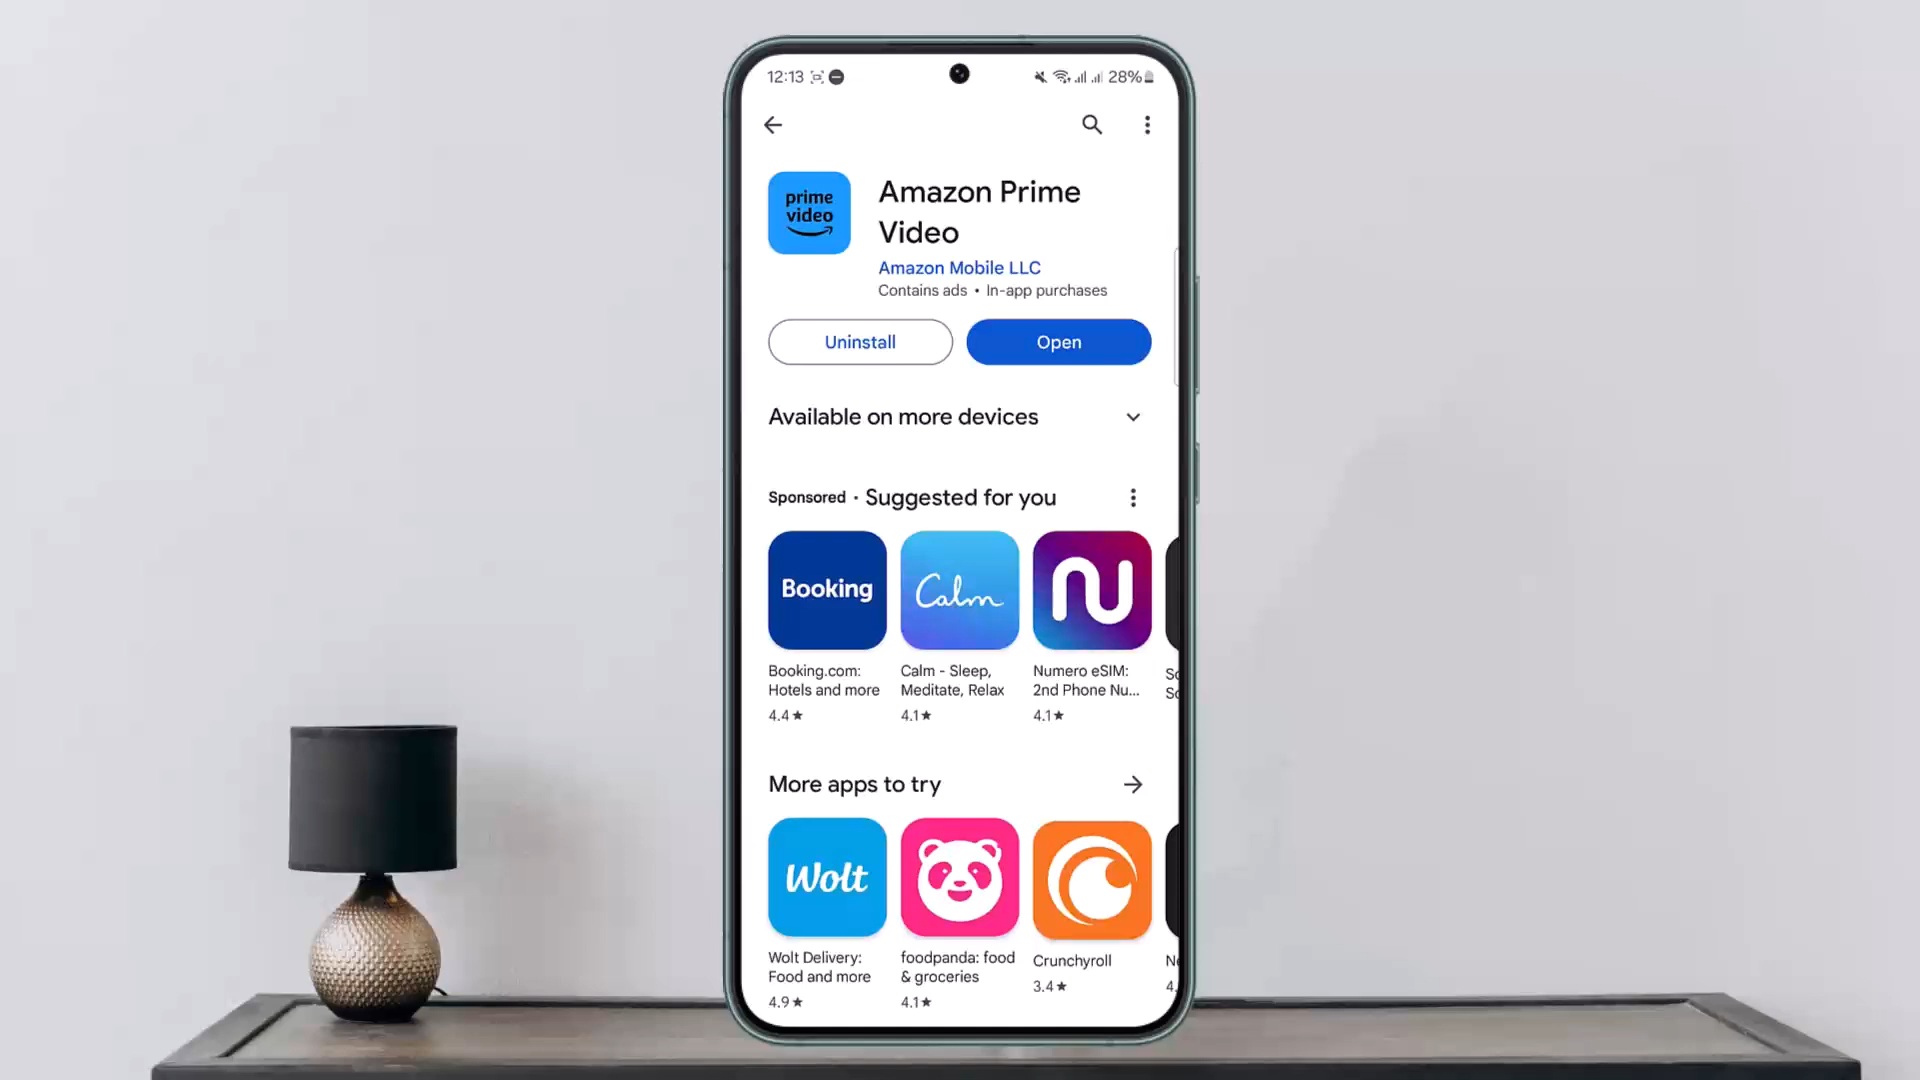 12:13
28%
prime
video
Amazon Prime
Video
Amazon Mobile LLC
Contains ads • In-app purchases
Uninstall
Open
Available on more devices
Sponsored · Suggested for you
Booking
Calm
Booking.com:
Hotels and more
4.4★
Calm - Sleep,
Meditate, Relax
4.1★
Numero eSIM:
2nd Phone Nu...
4.1★
More apps to try
Wolt
Wolt Delivery:
Food and more
4.9★
foodpanda: food
& groceries
4.1★
Crunchyroll
3.4★